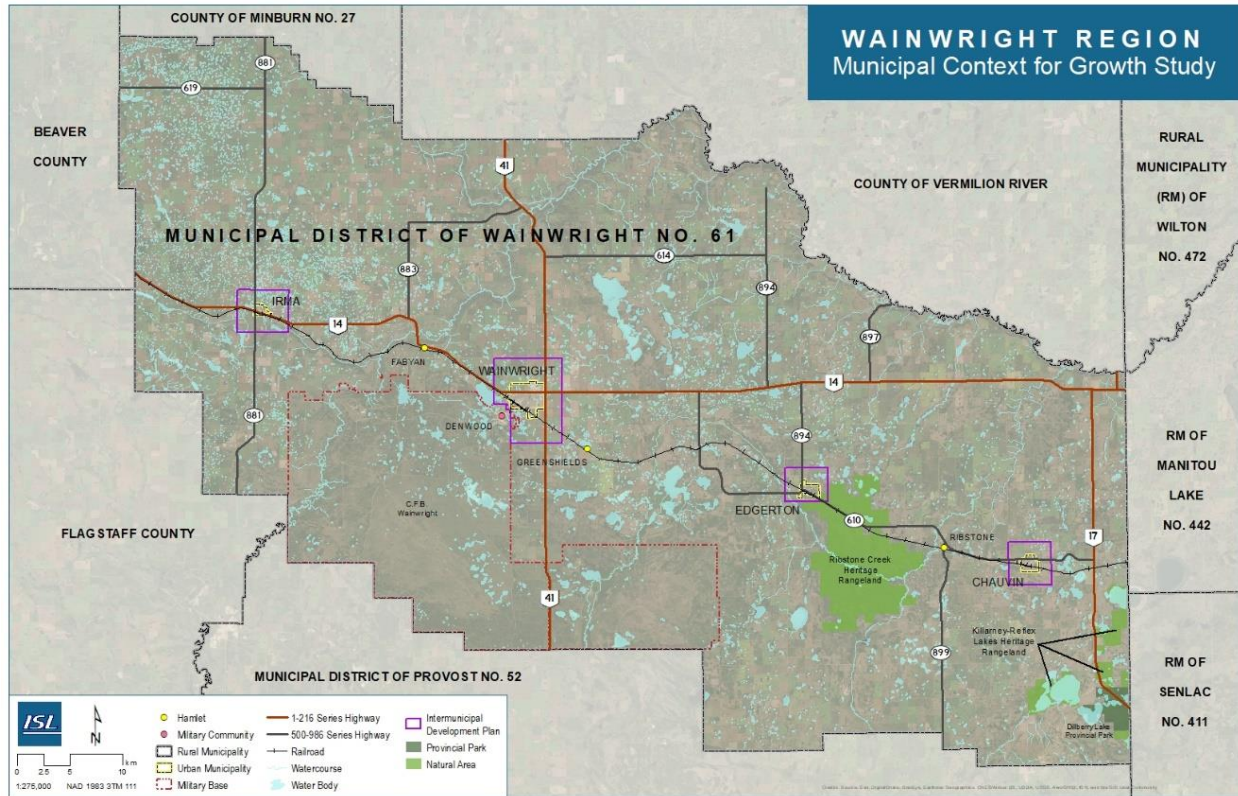 COUNTY OF MINBURN NO. 27
WAINWRIGHT REGION
Municipal Context for Growth Study
881
619
BEAVER
COUNTY
41
RURAL
MUNICIPALITY
(RM) OF
WILTON
NO. 472
COUNTY OF VERMILION RIVER
MUNICIPAL DISTRICT OF WAINWRIGHT NO. 61
883
614
894
IRMA
14
897
FABYAN
WAINWRIGHT
14
881
DENWOOD
894
GREENSHIELDS
RM OF
MANITOU
LAKE
NO. 442
C.F.B.
Wainwright
EDGERTON
610
FLAGSTAFF COUNTY
RIBSTONE
17
Ribstone Creek
Heritage
Rangeland
CHAUVIN
41
Killarney-Reflex
Lakes Heritage
Rangeland
899
MUNICIPAL DISTRICT OF PROVOST NO. 52
RM OF
SENLAC
NO. 411
Dillberry Lake
Provincial Park
ISL
N
0 2.5 5 10 km
1:275,000 NAD 1983 3TM 111
Hamlet
Military Community
Rural Municipality
Urban Municipality
Military Base
1-216 Series Highway
500-986 Series Highway
Railroad
Watercourse
Water Body
Intermunicipal
Development Plan
Provincial Park
Natural Area